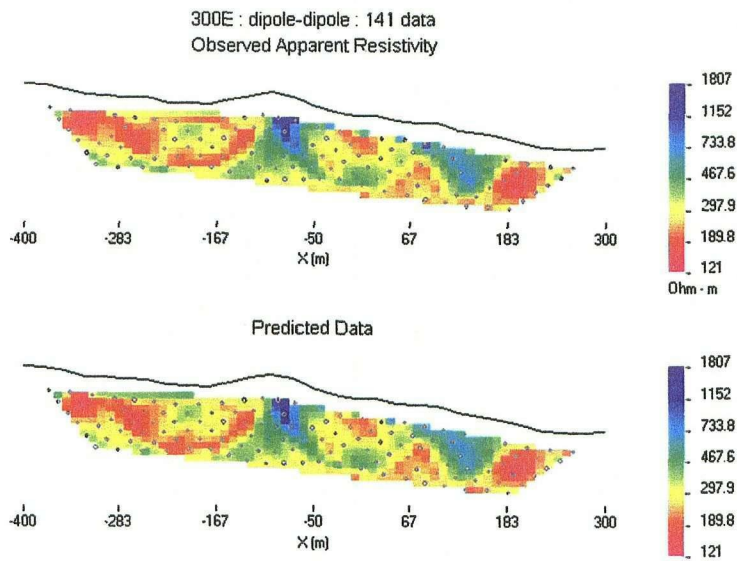 300E : dipole-dipole : 141 data
Observed Apparent Resistivity
1807
1152
733.8
467.6
297.9
189.8
121
Ohm - m
-400 -283 -167 -50 67 183 300
X (m)
Predicted Data
1807
1152
733.8
467.6
297.9
189.8
121
-400 -283 -167 -50 67 183 300
X (m)